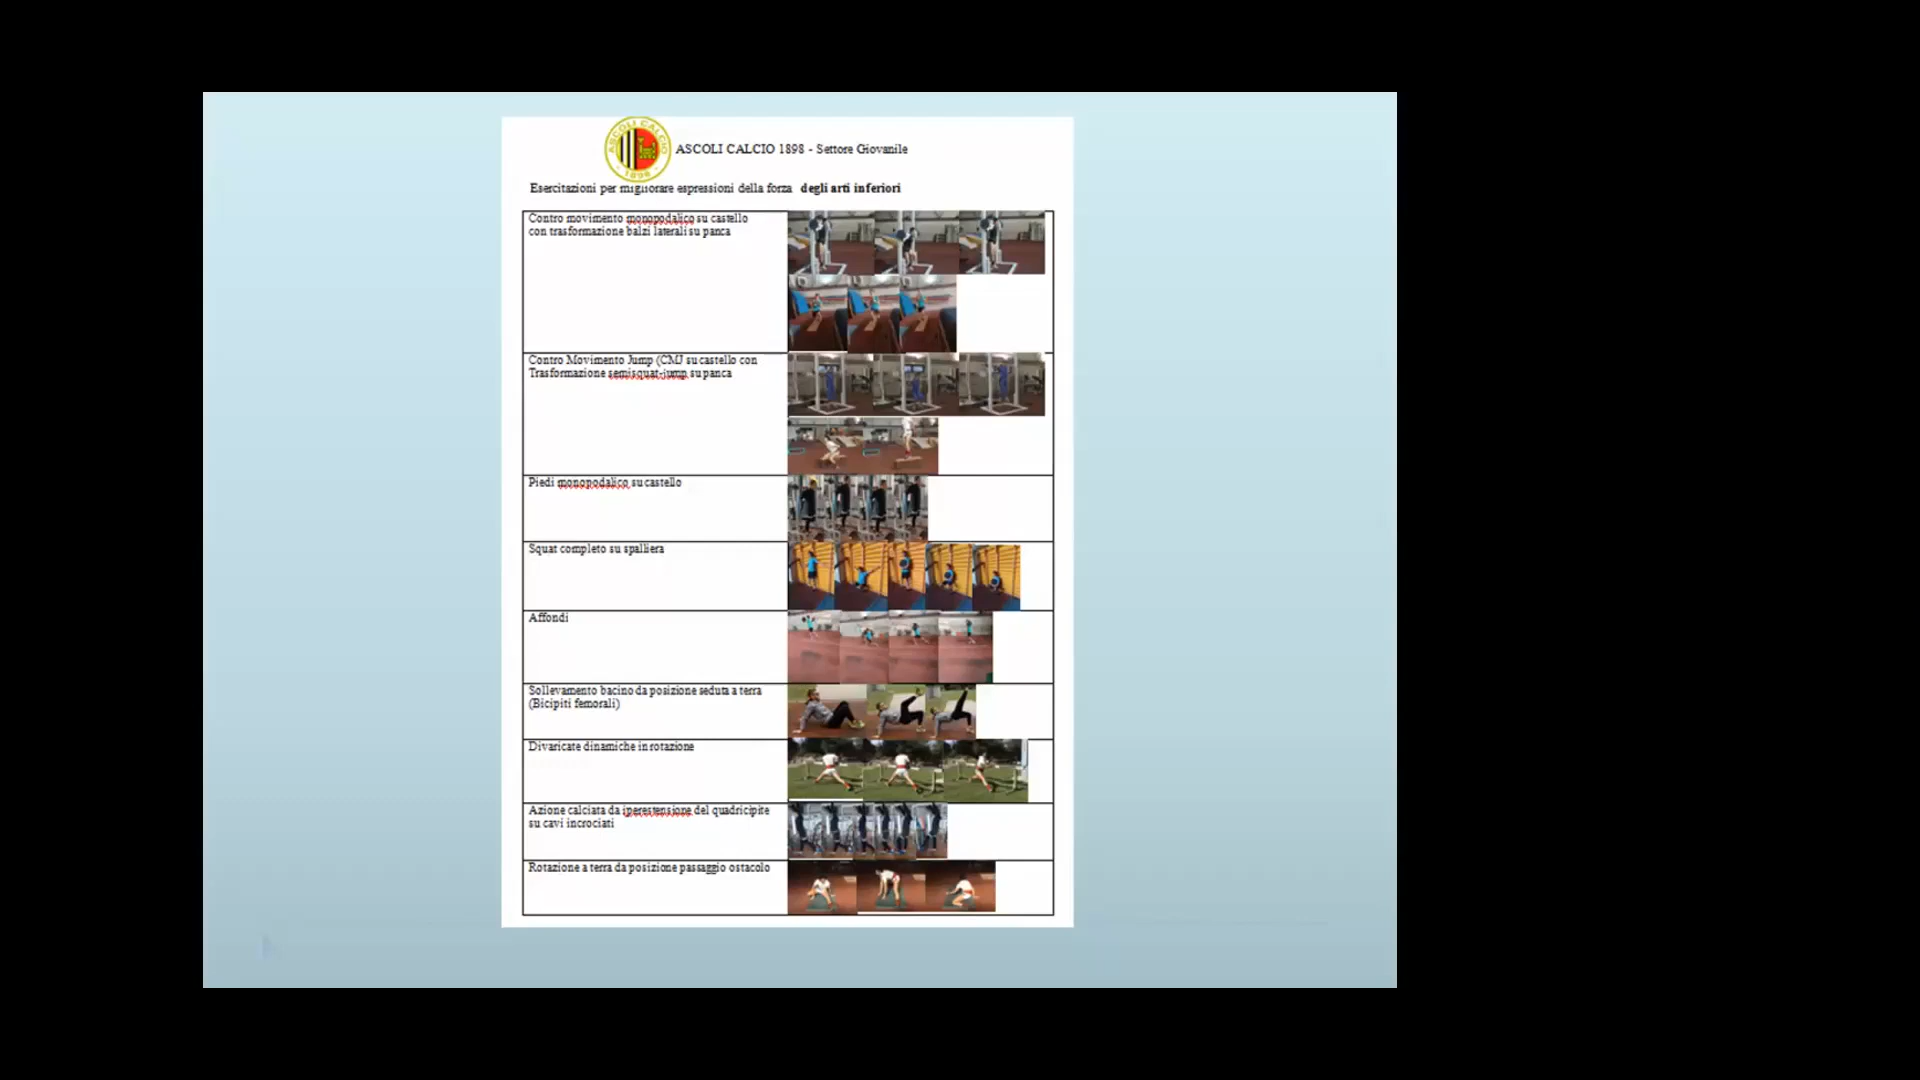 ASCOLI CALCIO
1898
ASCOLI CALCIO 1898 - Settore Giovanile
Esercitazioni per migliorare espressioni della forza degli arti inferiori
Contro movimento monopodalico su castello
con trasformazione balzi laterali su panca
Contro Movimento Jump (CMJ su castello con
Trasformazione semisquat-jump su panca
Piedi monopodalico su castello
Squat completo su spalliera
Affondi
Sollevamento bacino da posizione seduta a terra
(Bicipiti femorali)
Divaricate dinamiche in rotazione
Azione calciata da iperestensione del quadricipite
su cavi incrociati
Rotazione a terra da posizione passaggio ostacolo